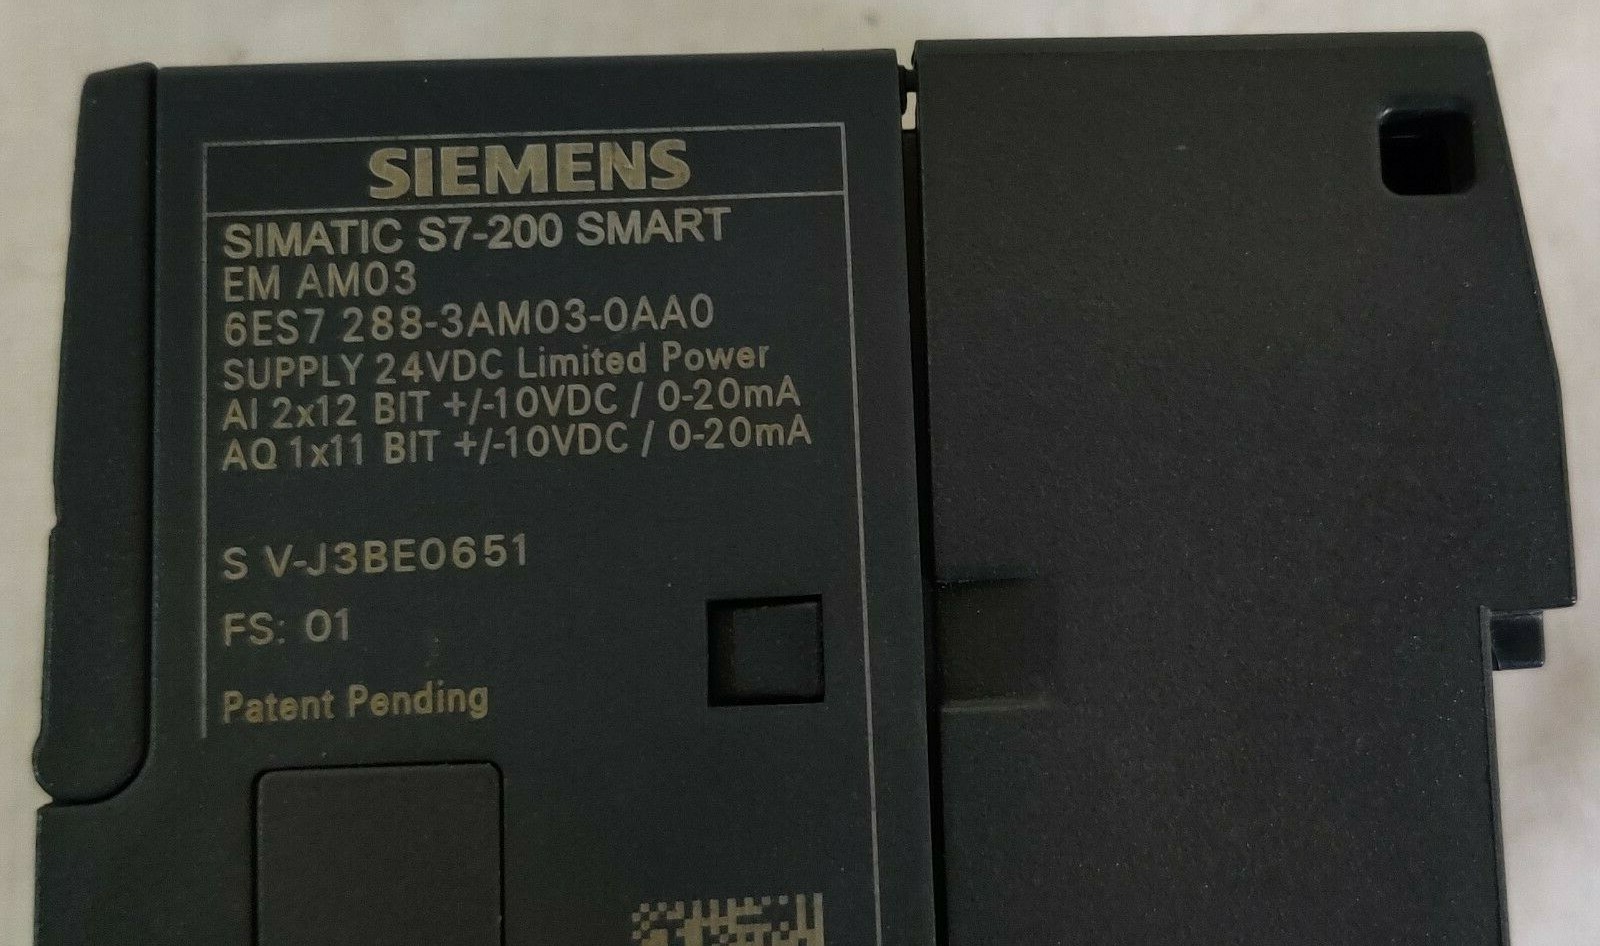 SIEMENS
SIMATIC S7-200 SMART
EM AM03
6ES7 288-3AM03-0AA0
SUPPLY 24VDC Limited Power
AI 2x12 BIT +/-10VDC / 0-20mA
AQ 1x11 BIT +/-10VDC / 0-20mA
S V-J3BE0651
FS: 01
Patent Pending